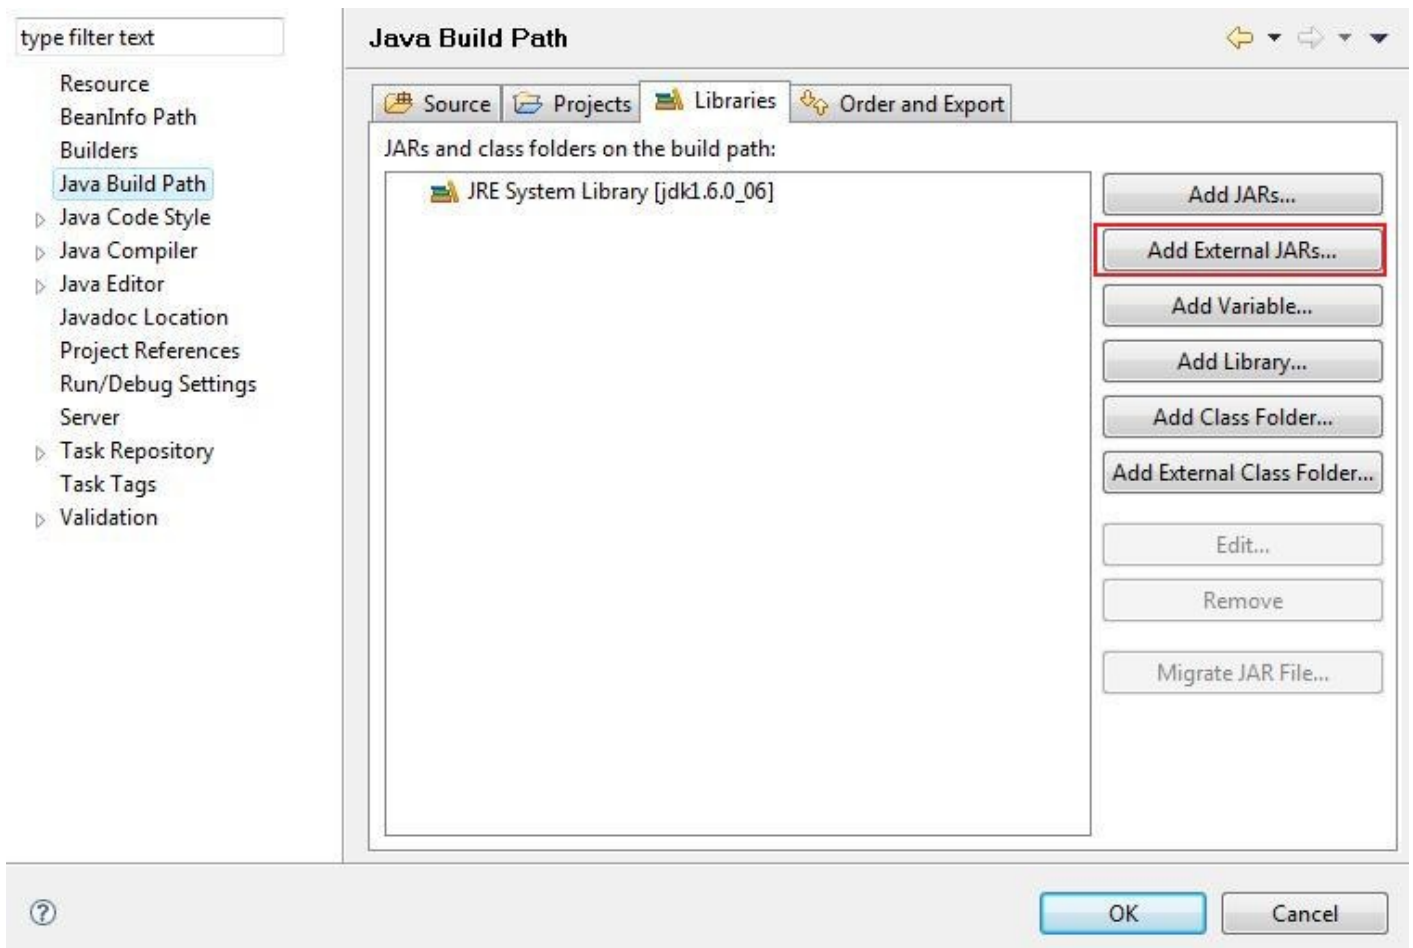 type filter text
Resource
BeanInfo Path
Builders
Java Build Path
Java Code Style
Java Compiler
Java Editor
Javadoc Location
Project References
Run/Debug Settings
Server
Task Repository
Task Tags
Validation
Java Build Path
Source Projects Libraries Order and Export
JARs and class folders on the build path:
JRE System Library [jdk1.6.0_06]
Add JARs...
Add External JARs...
Add Variable...
Add Library...
Add Class Folder...
Add External Class Folder...
Edit...
Remove
Migrate JAR File...
OK Cancel